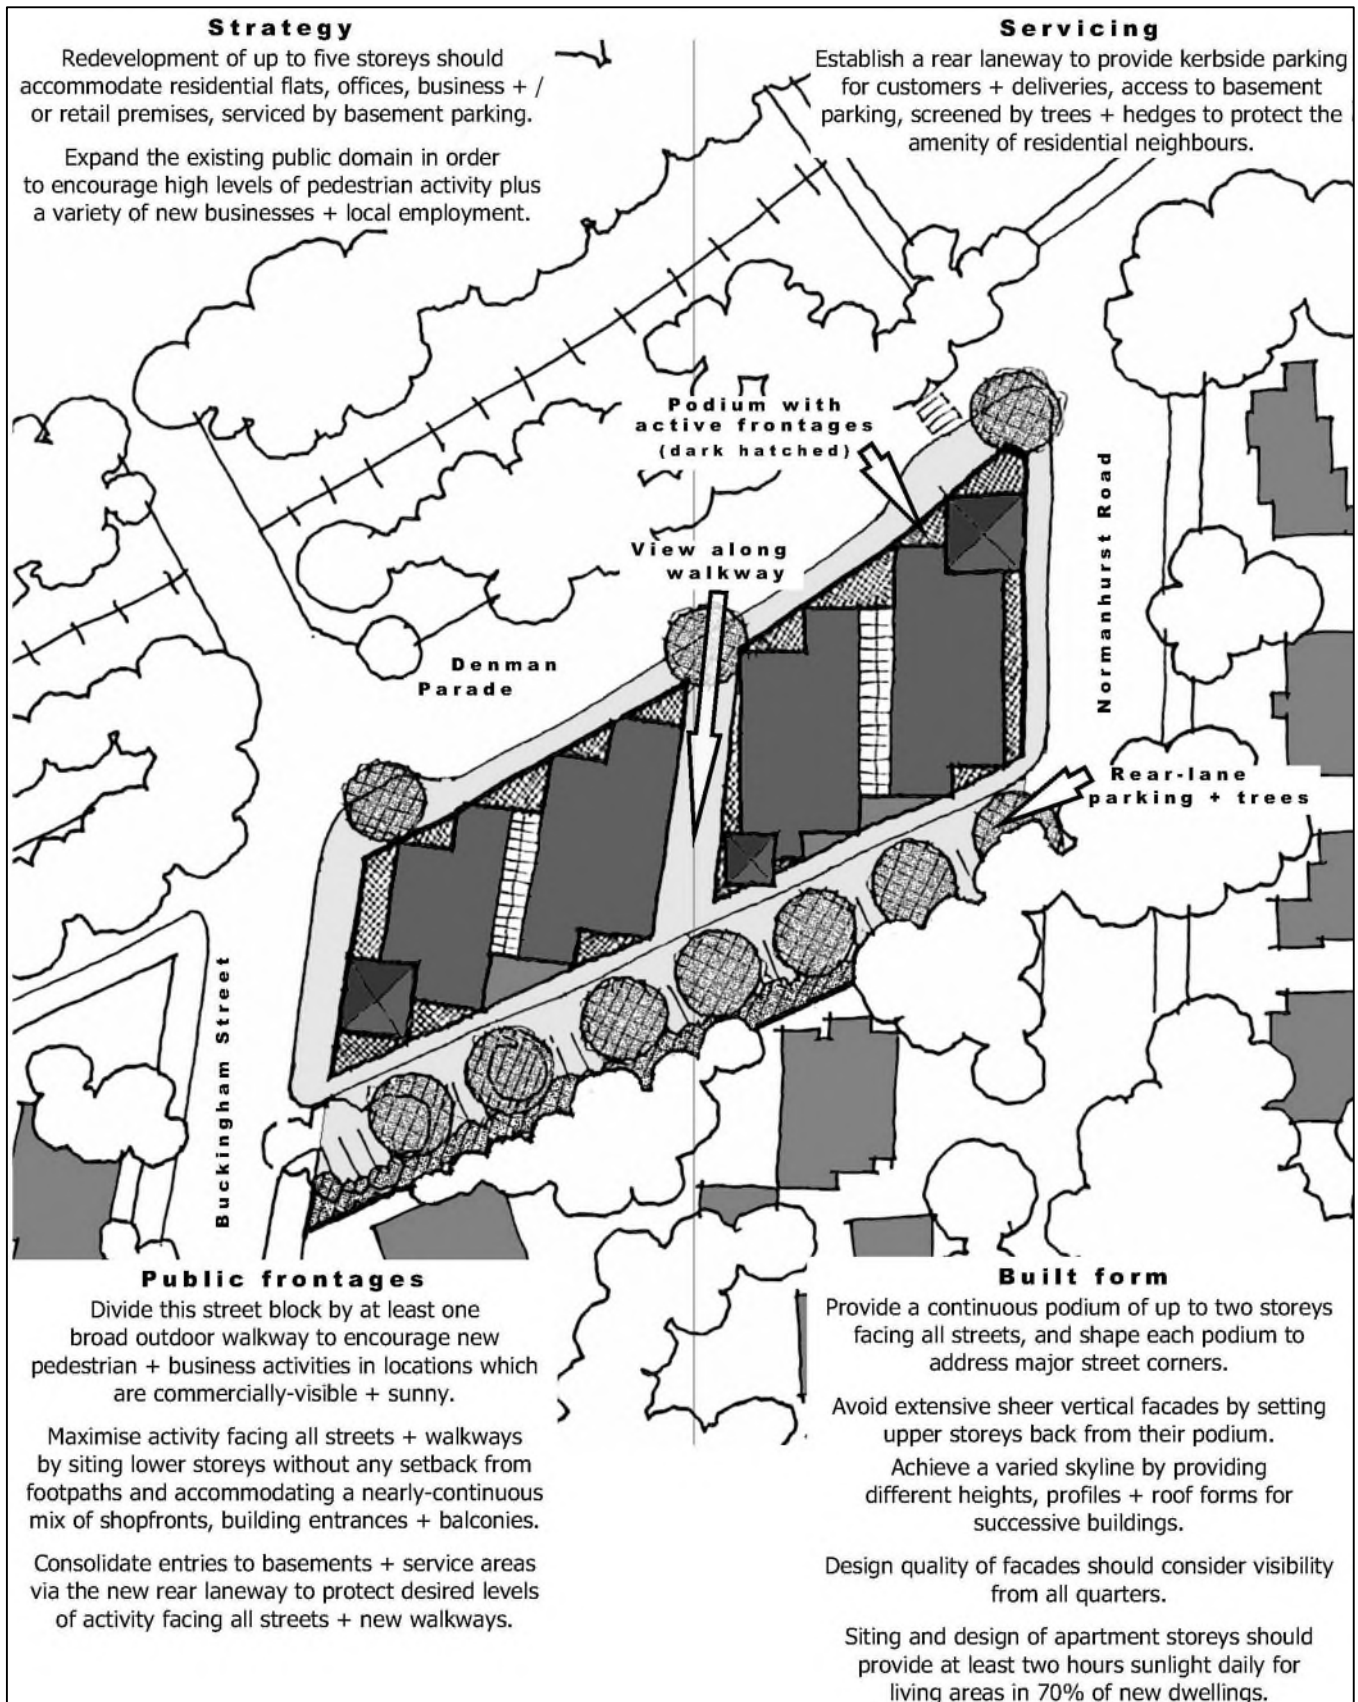 Strategy
Redevelopment of up to five storeys should
accommodate residential flats, offices, business + /
or retail premises, serviced by basement parking.
Expand the existing public domain in order
to encourage high levels of pedestrian activity plus
a variety of new businesses + local employment.
Servicing
Establish a rear laneway to provide kerbside parking
for customers + deliveries, access to basement
parking, screened by trees + hedges to protect the
amenity of residential neighbours.
Podium with
active frontages
(dark hatched)
View along
walkway
Denman
Parade
Normanhurst Road
Rear-lane
parking + trees
Buckingham Street
Public frontages
Divide this street block by at least one
broad outdoor walkway to encourage new
pedestrian + business activities in locations which
are commercially-visible + sunny.
Maximise activity facing all streets + walkways
by siting lower storeys without any setback from
footpaths and accommodating a nearly-continuous
mix of shopfronts, building entrances + balconies.
Consolidate entries to basements + service areas
via the new rear laneway to protect desired levels
of activity facing all streets + new walkways.
Built form
Provide a continuous podium of up to two storeys
facing all streets, and shape each podium to
address major street corners.
Avoid extensive sheer vertical facades by setting
upper storeys back from their podium.
Achieve a varied skyline by providing
different heights, profiles + roof forms for
successive buildings.
Design quality of facades should consider visibility
from all quarters.
Siting and design of apartment storeys should
provide at least two hours sunlight daily for
living areas in 70% of new dwellings.